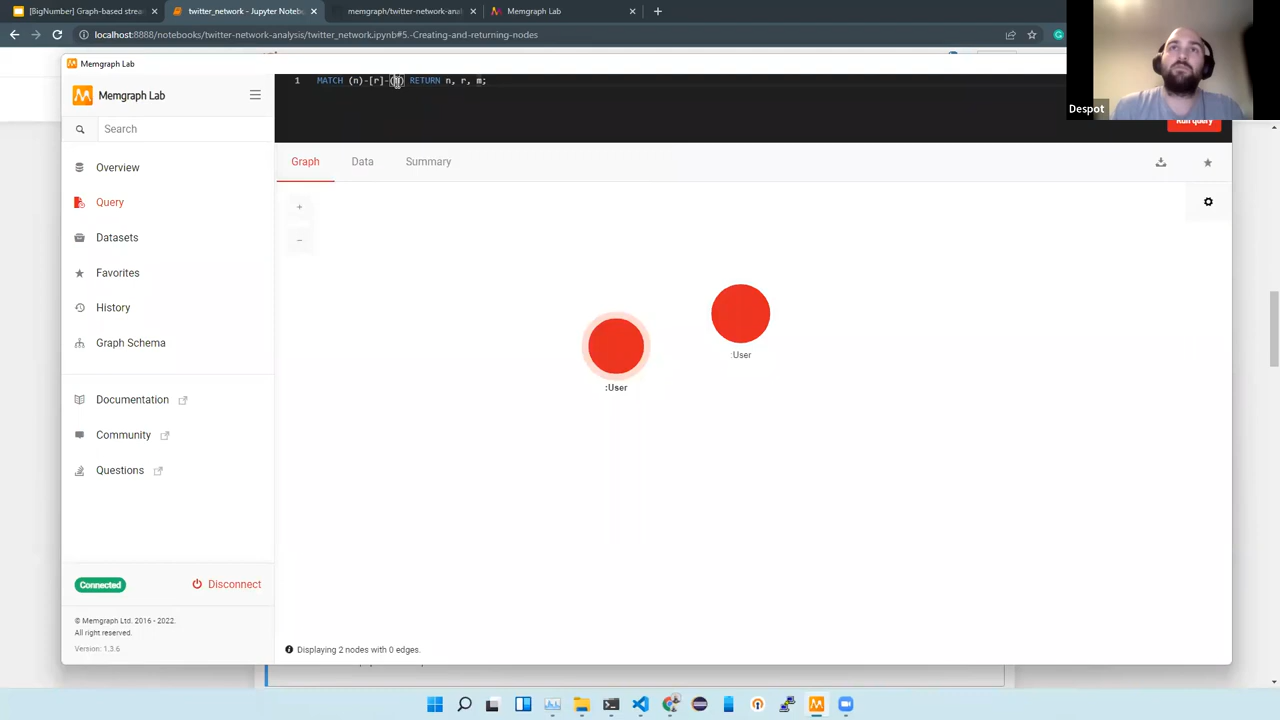 [BigNumber] Graph-based strea
twitter_network - Jupyter Notebo
memgraph/twitter-network-anal
Memgraph Lab
localhost:8888/notebooks/twitter-network-analysis/twitter_network.ipynb#5.-Creating-and-returning-nodes
Memgraph Lab
Memgraph Lab
Search
Overview
Query
Datasets
Favorites
History
Graph Schema
Documentation
Community
Questions
Connected
Disconnect
© Memgraph Ltd. 2016 - 2022.
All right reserved.
Version: 1.3.6
1 MATCH (n)-[r]-(m) RETURN n, r, m;
Despot
Run query
Graph
Data
Summary
+
−
:User
:User
Displaying 2 nodes with 0 edges.